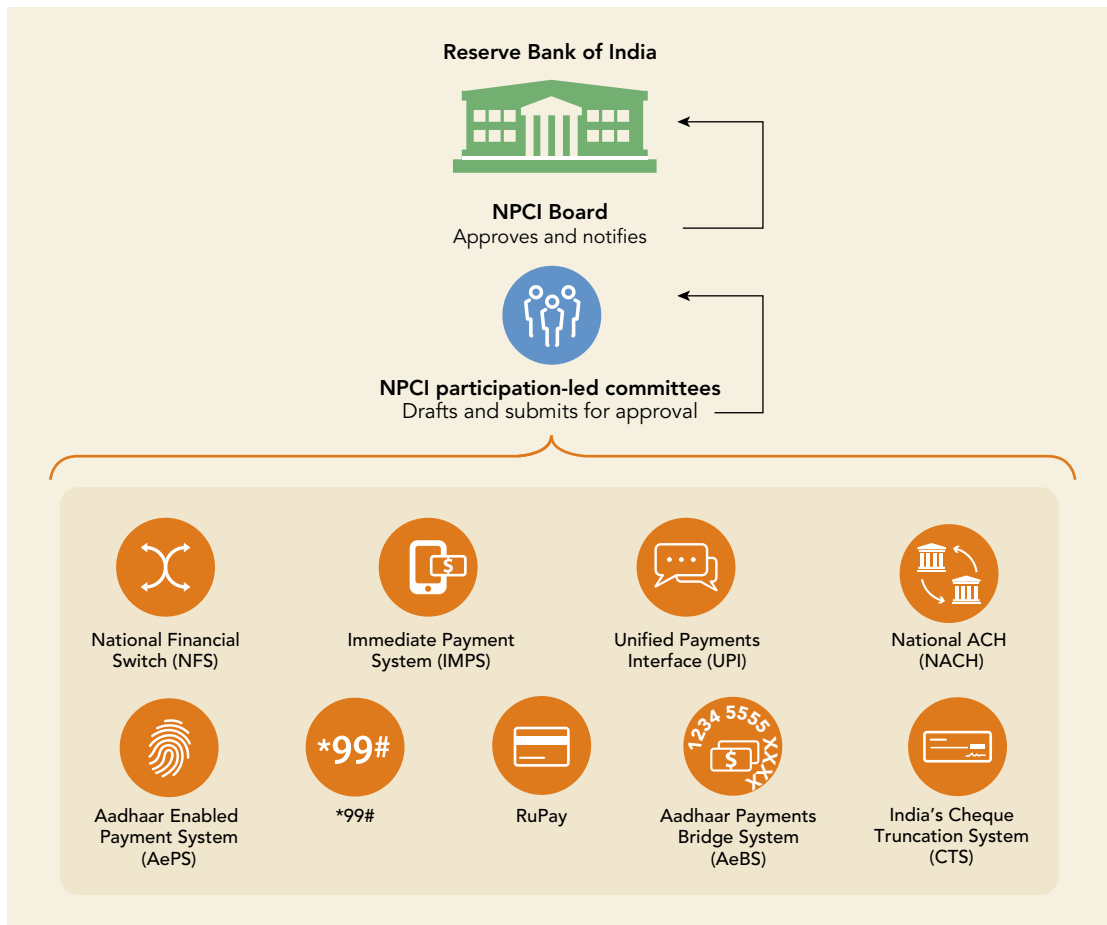 Reserve Bank of India
NPCI Board
Approves and notifies
NPCI participation-led committees
Drafts and submits for approval
$
National Financial
Switch (NFS)
Immediate Payment
System (IMPS)
Unified Payments
Interface (UPI)
National ACH
(NACH)
*99#
1234 5555 XXXX
$
Aadhaar Enabled
Payment System
(AePS)
*99#
RuPay
Aadhaar Payments
Bridge System
(AeBS)
India’s Cheque
Truncation System
(CTS)